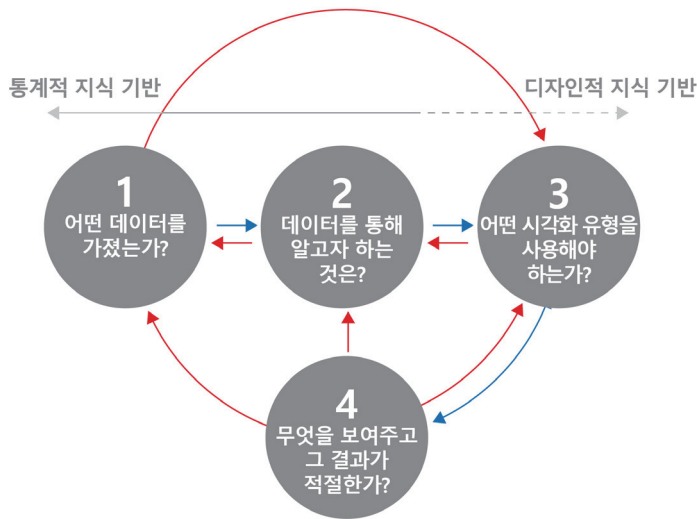 통계적 지식 기반
디자인적 지식 기반
1
어떤 데이터를
가졌는가?
2
데이터를 통해
알고자 하는
것은?
3
어떤 시각화 유형을
사용해야
하는가?
4
무엇을 보여주고
그 결과가
적절한가?